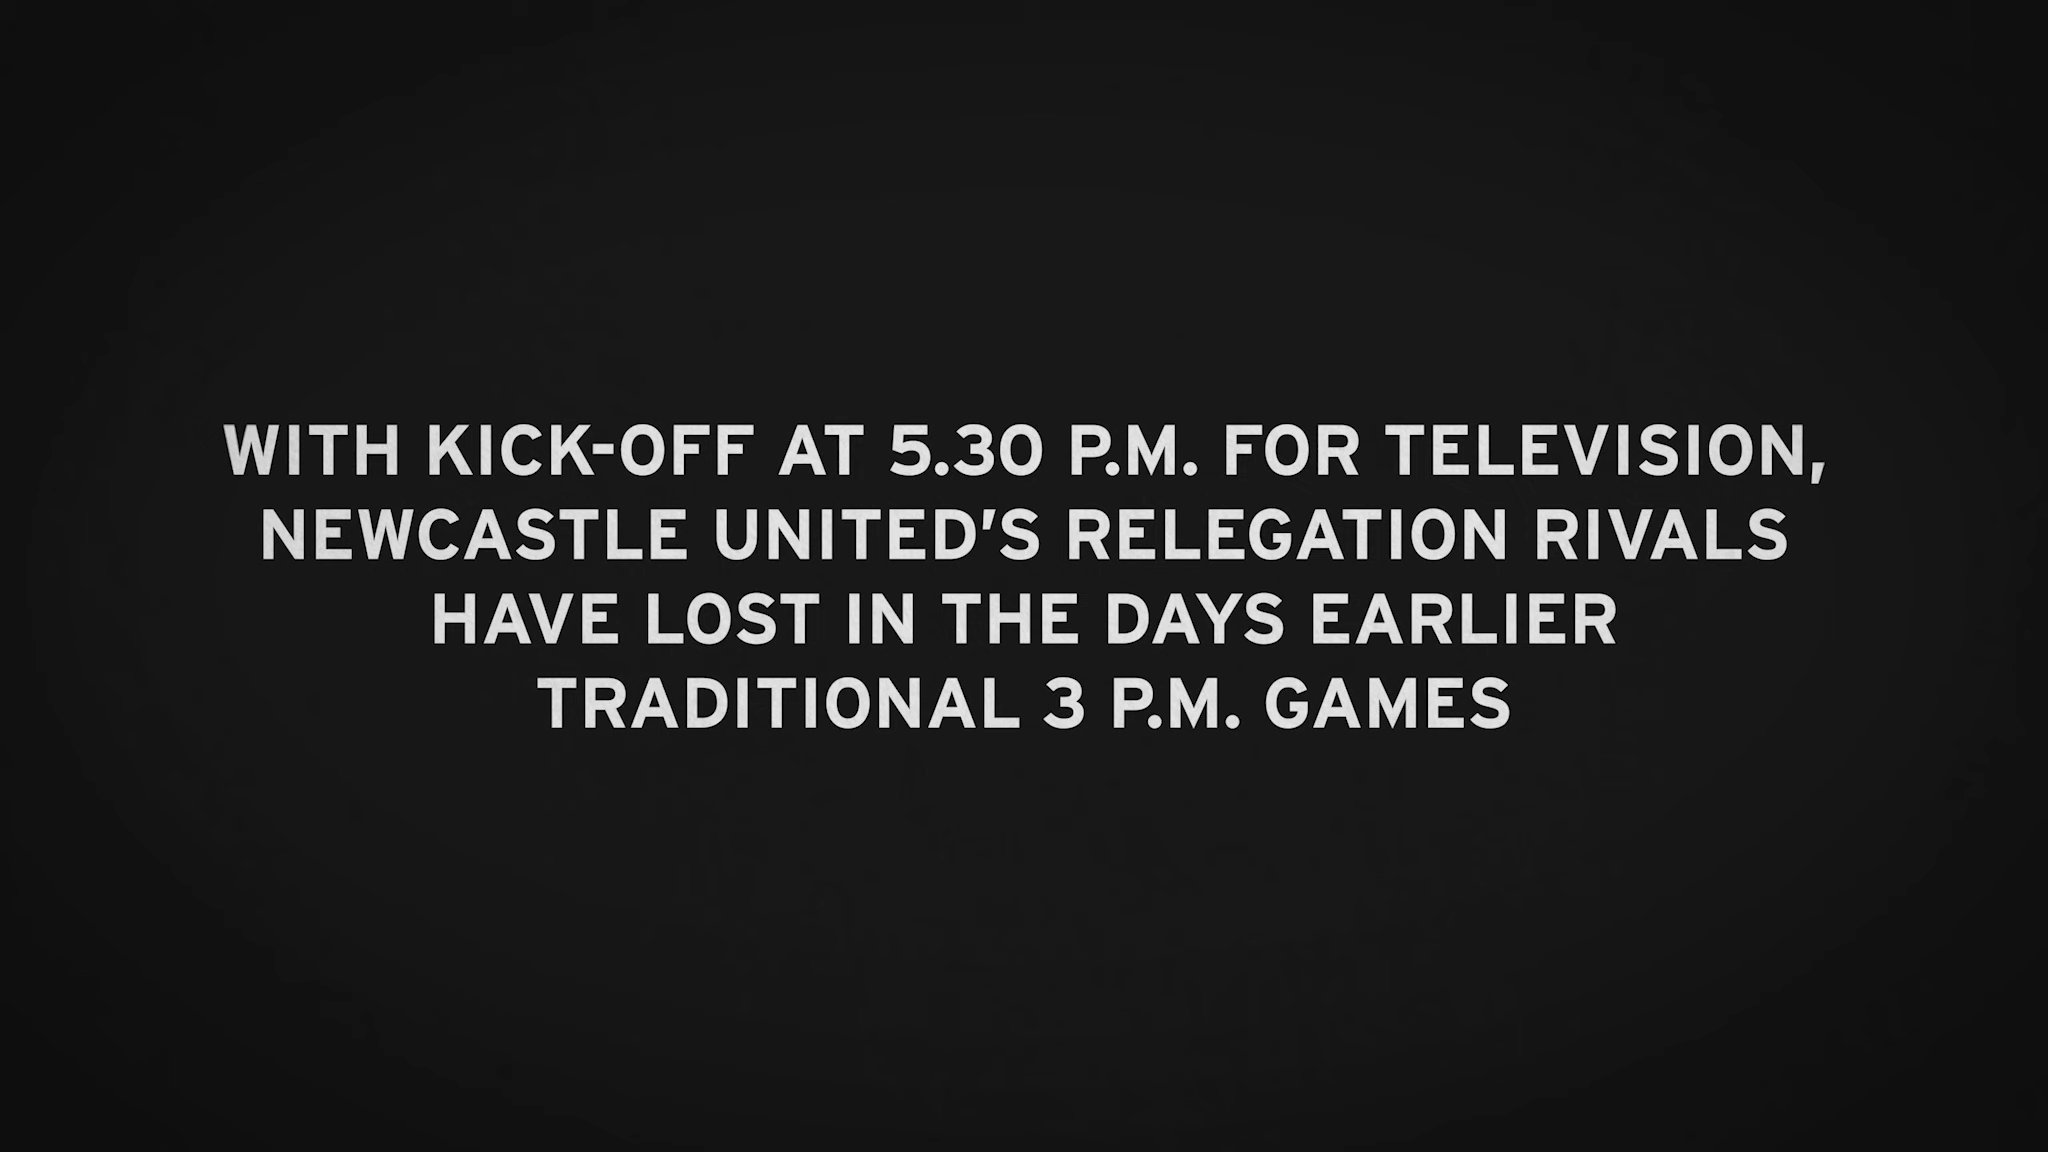 WITH KICK-OFF AT 5.30 P.M. FOR TELEVISION,
NEWCASTLE UNITED'S RELEGATION RIVALS
HAVE LOST IN THE DAYS EARLIER
TRADITIONAL 3 P.M. GAMES